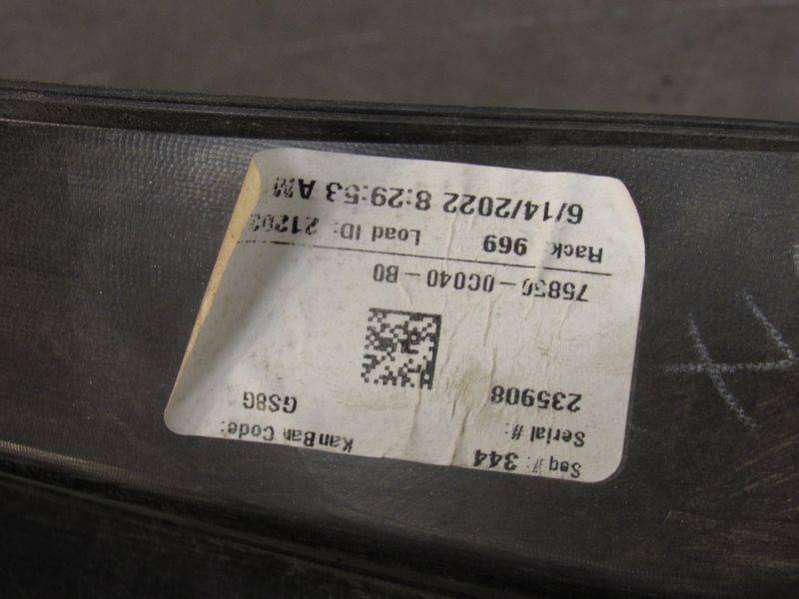 Seq #: 344
Serial #: KanBan Code:
235908 GS8G
75850-0C040-B0
Rack: 969 Load ID:
6/14/2022 8:29:53 AM